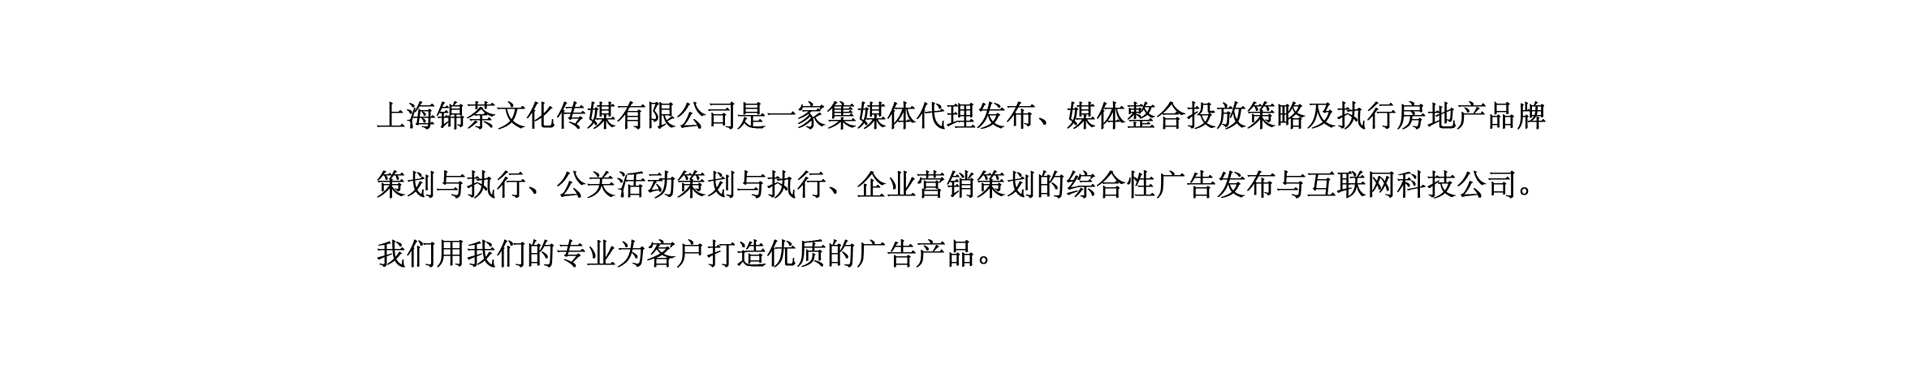 上海锦荼文化传媒有限公司是一家集媒体代理发布、媒体整合投放策略及执行房地产品牌
策划与执行、公关活动策划与执行、企业营销策划的综合性广告发布与互联网科技公司。
我们用我们的专业为客户打造优质的广告产品。